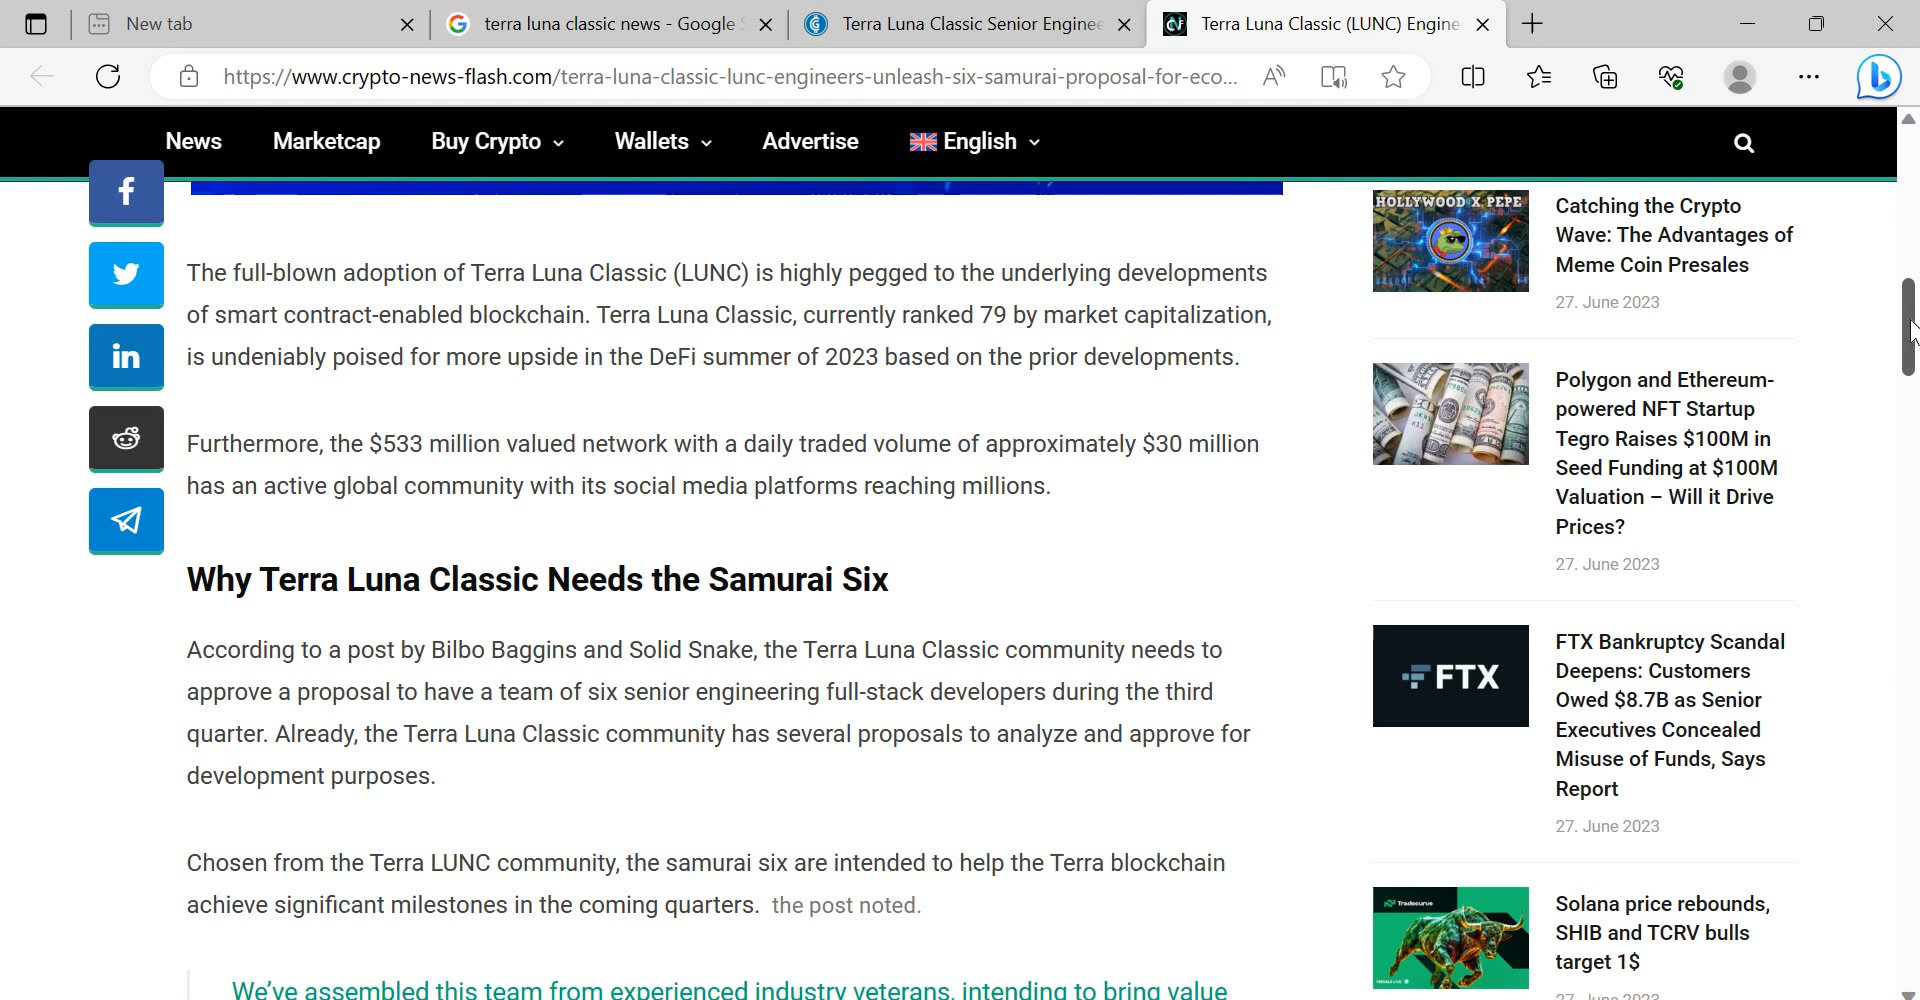 New tab
terra luna classic news - Google S
Terra Luna Classic Senior Enginee
Terra Luna Classic (LUNC) Engine
https://www.crypto-news-flash.com/terra-luna-classic-lunc-engineers-unleash-six-samurai-proposal-for-eco...
News
Marketcap
Buy Crypto
Wallets
Advertise
English
The full-blown adoption of Terra Luna Classic (LUNC) is highly pegged to the underlying developments
of smart contract-enabled blockchain. Terra Luna Classic, currently ranked 79 by market capitalization,
is undeniably poised for more upside in the DeFi summer of 2023 based on the prior developments.
Furthermore, the $533 million valued network with a daily traded volume of approximately $30 million
has an active global community with its social media platforms reaching millions.
Why Terra Luna Classic Needs the Samurai Six
According to a post by Bilbo Baggins and Solid Snake, the Terra Luna Classic community needs to
approve a proposal to have a team of six senior engineering full-stack developers during the third
quarter. Already, the Terra Luna Classic community has several proposals to analyze and approve for
development purposes.
Chosen from the Terra LUNC community, the samurai six are intended to help the Terra blockchain
achieve significant milestones in the coming quarters. the post noted.
We've assembled this team from experienced industry veterans, intending to bring value
HOLLYWOOD X PEPE
Catching the Crypto
Wave: The Advantages of
Meme Coin Presales
27. June 2023
Polygon and Ethereum-
powered NFT Startup
Tegro Raises $100M in
Seed Funding at $100M
Valuation – Will it Drive
Prices?
27. June 2023
FTX
FTX Bankruptcy Scandal
Deepens: Customers
Owed $8.7B as Senior
Executives Concealed
Misuse of Funds, Says
Report
27. June 2023
Tradecurve
Solana price rebounds,
SHIB and TCRV bulls
target 1$
27. June 2023